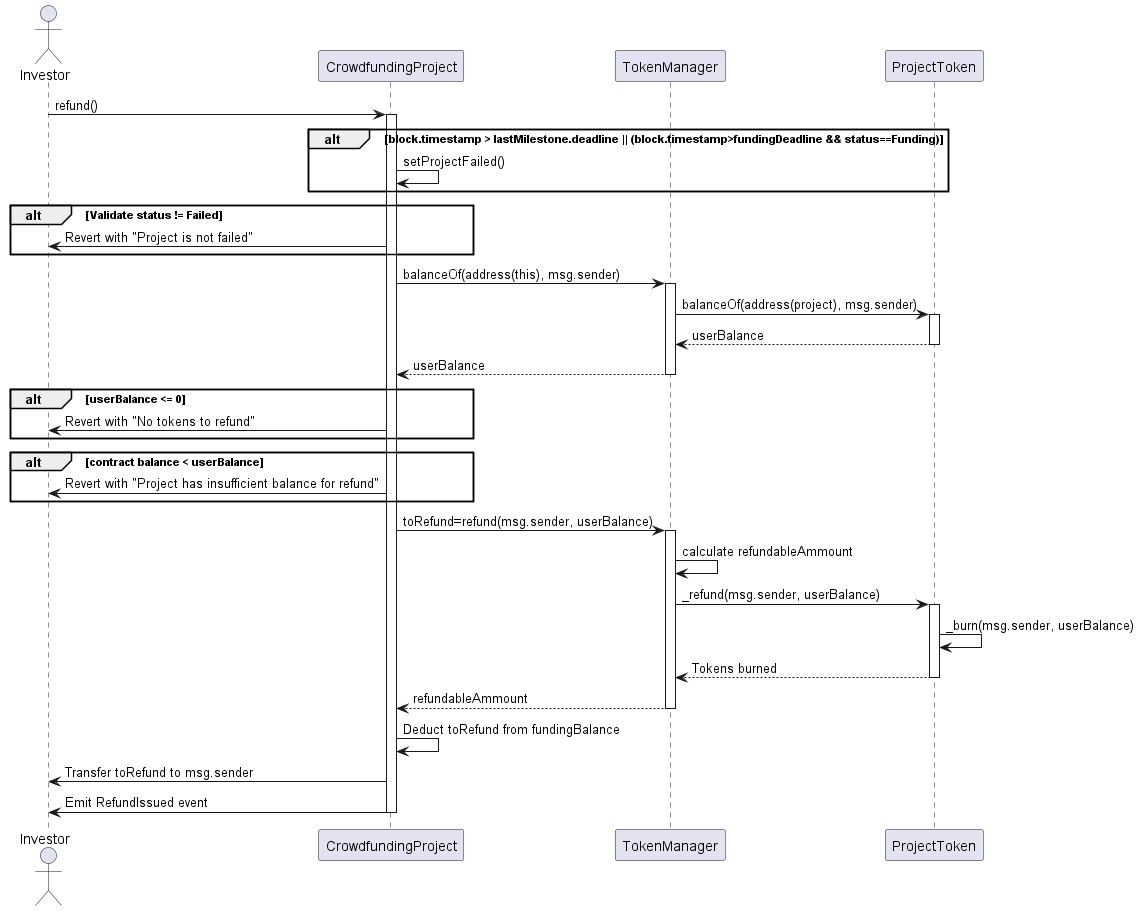 Investor
CrowdfundingProject
TokenManager
ProjectToken
refund()
alt
[block.timestamp > lastMilestone.deadline || (block.timestamp>fundingDeadline && status==Funding)]
setProjectFailed()
alt
[Validate status != Failed]
Revert with "Project is not failed"
balanceOf(address(this), msg.sender)
balanceOf(address(project), msg.sender)
userBalance
userBalance
alt
[userBalance <= 0]
Revert with "No tokens to refund"
alt
[contract balance < userBalance]
Revert with "Project has insufficient balance for refund"
toRefund=refund(msg.sender, userBalance)
calculate refundableAmmount
_refund(msg.sender, userBalance)
_burn(msg.sender, userBalance)
Tokens burned
refundableAmmount
Deduct toRefund from fundingBalance
Transfer toRefund to msg.sender
Emit RefundIssued event
Investor
CrowdfundingProject
TokenManager
ProjectToken